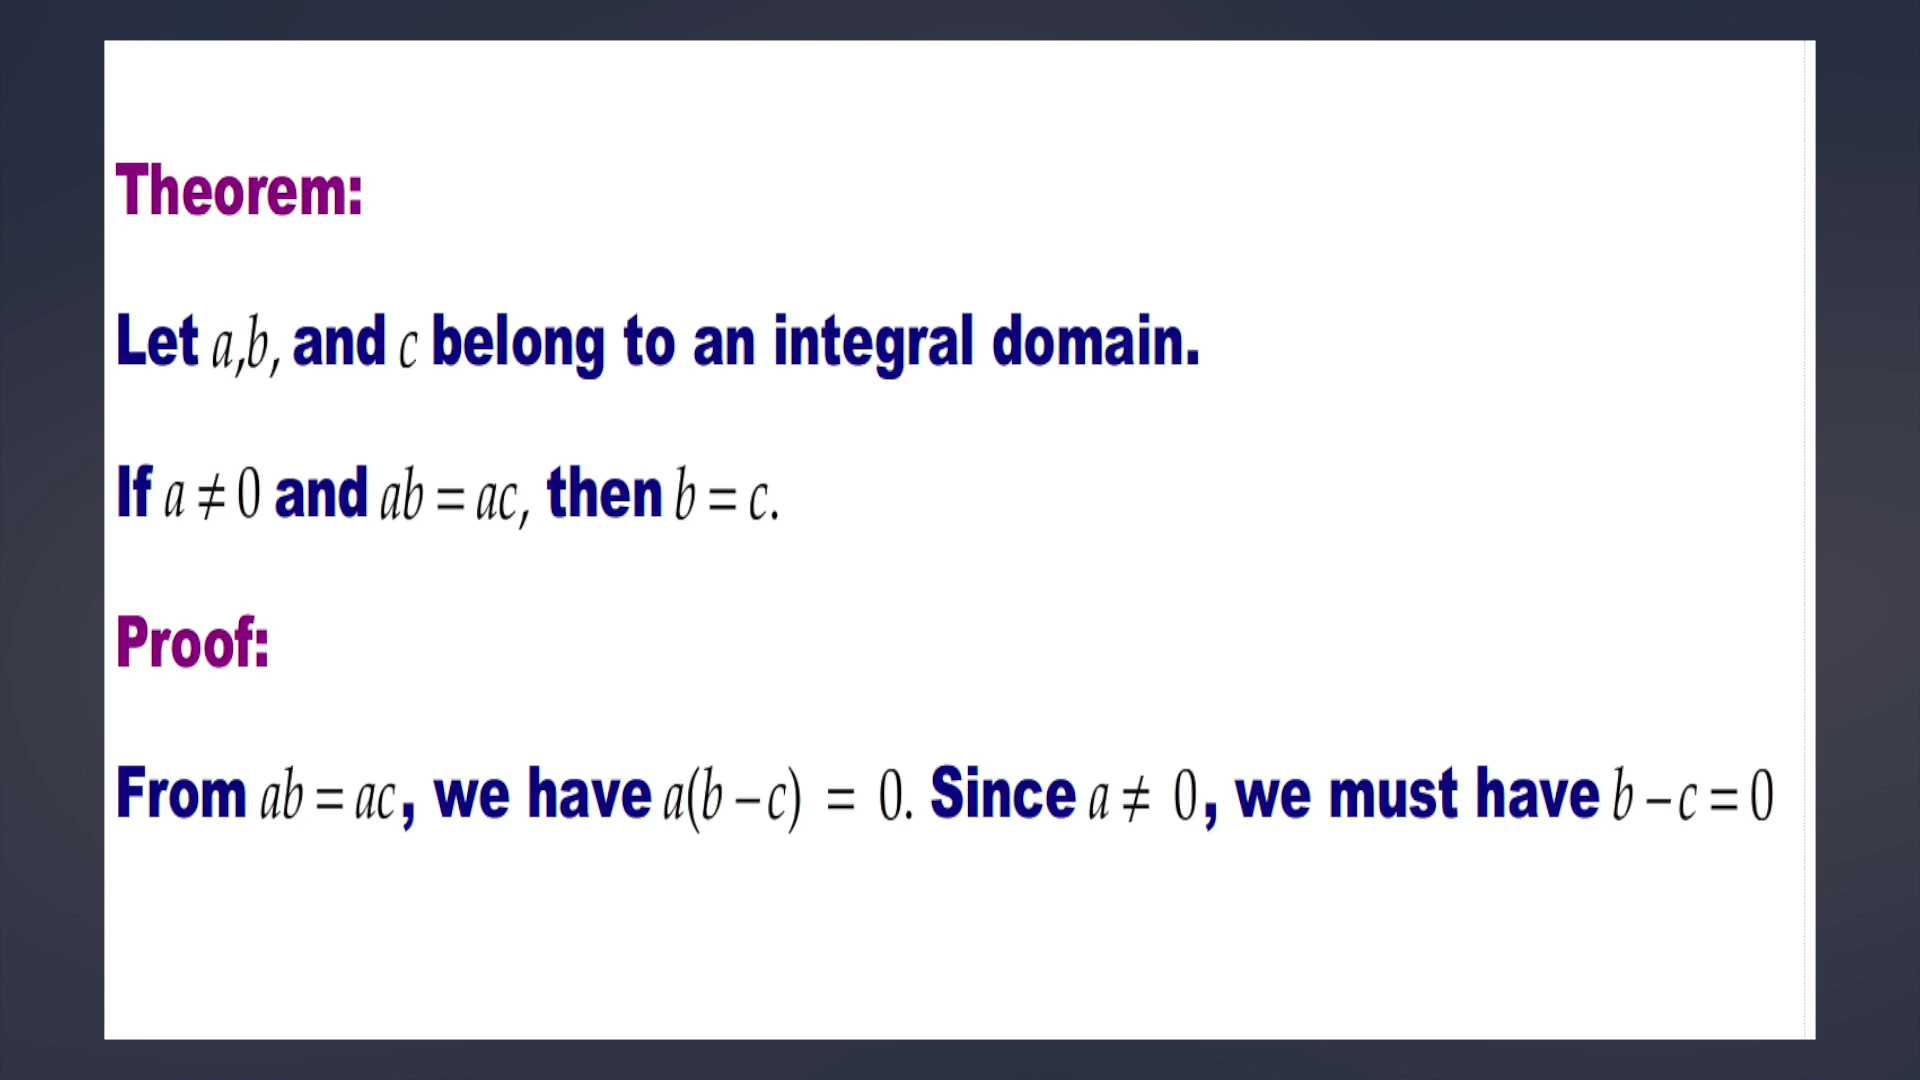 Theorem:
Let a,b, and c belong to an integral domain.
If a ≠ 0 and ab = ac, then b = c.
Proof:
From ab = ac, we have a(b – c) = 0. Since a ≠ 0, we must have b – c = 0